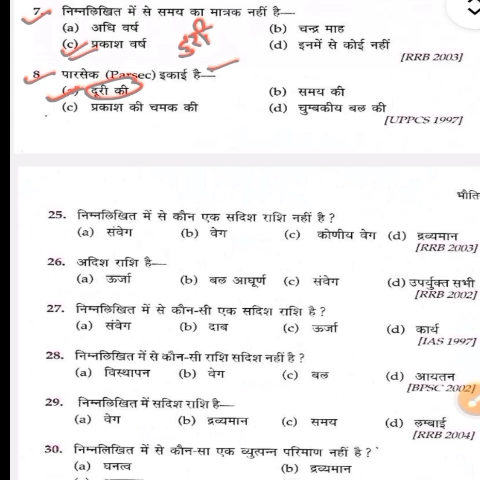 7. निम्नलिखित में से समय का मात्रक नहीं है—
(a) अधि वर्ष (b) चन्द्र माह
(c) प्रकाश वर्ष (d) इनमें से कोई नहीं
दूरी
[RRB 2003]
8. पारसेक (Parsec) इकाई है—
(a) दूरी की (b) समय की
(c) प्रकाश की चमक की (d) चुम्बकीय बल की
[UPPCS 1997]
भौति
25. निम्नलिखित में से कौन एक सदिश राशि नहीं है ?
(a) संवेग (b) वेग (c) कोणीय वेग (d) द्रव्यमान
[RRB 2003]
26. अदिश राशि है—
(a) ऊर्जा (b) बल आघूर्ण (c) संवेग (d) उपर्युक्त सभी
[RRB 2002]
27. निम्नलिखित में से कौन-सी एक सदिश राशि है ?
(a) संवेग (b) दाब (c) ऊर्जा (d) कार्य
[IAS 1997]
28. निम्नलिखित में से कौन-सी राशि सदिश नहीं है ?
(a) विस्थापन (b) वेग (c) बल (d) आयतन
[BPSC 2002]
29. निम्नलिखित में सदिश राशि है—
(a) वेग (b) द्रव्यमान (c) समय (d) लम्बाई
[RRB 2004]
30. निम्नलिखित में से कौन-सा एक व्युत्पन्न परिमाण नहीं है ?
(a) घनत्व (b) द्रव्यमान